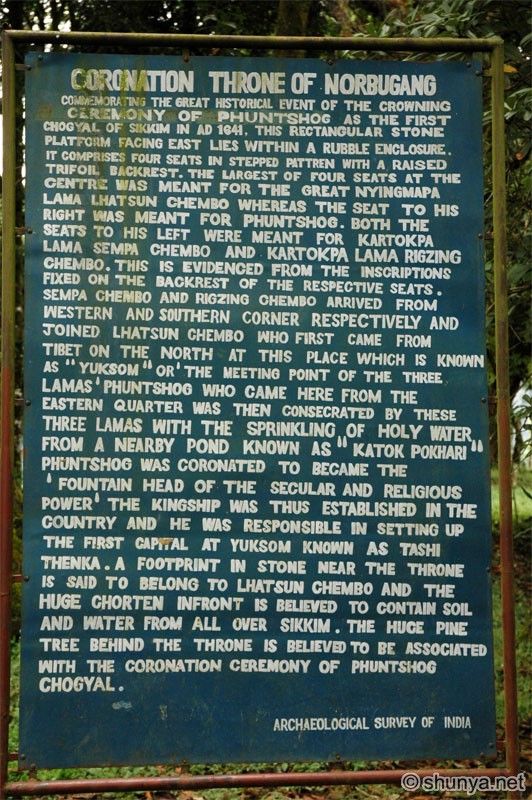 CORONATION THRONE OF NORBUGANG
COMMEMORATING THE GREAT HISTORICAL EVENT OF THE CROWNING
CEREMONY OF PHUNTSHOG AS THE FIRST
CHOGYAL OF SIKKIM IN AD 1641, THIS RECTANGULAR STONE
PLATFORM FACING EAST LIES WITHIN A RUBBLE ENCLOSURE.
IT COMPRISES FOUR SEATS IN STEPPED PATTREN WITH A RAISED
TRIFOIL BACKREST. THE LARGEST OF FOUR SEATS AT THE
CENTRE WAS MEANT FOR THE GREAT NYINGMAPA
LAMA LHATSUN CHEMBO WHEREAS THE SEAT TO HIS
RIGHT WAS MEANT FOR PHUNTSHOG. BOTH THE
SEATS TO HIS LEFT WERE MEANT FOR KARTOKPA
LAMA SEMPA CHEMBO AND KARTOKPA LAMA RIGZING
CHEMBO. THIS IS EVIDENCED FROM THE INSCRIPTIONS
FIXED ON THE BACKREST OF THE RESPECTIVE SEATS.
SEMPA CHEMBO AND RIGZING CHEMBO ARRIVED FROM
WESTERN AND SOUTHERN CORNER RESPECTIVELY AND
JOINED LHATSUN CHEMBO WHO FIRST CAME FROM
TIBET ON THE NORTH AT THIS PLACE WHICH IS KNOWN
AS "YUKSOM" OR' THE MEETING POINT OF THE THREE
LAMAS' PHUNTSHOG WHO CAME HERE FROM THE
EASTERN QUARTER WAS THEN CONSECRATED BY THESE
THREE LAMAS WITH THE SPRINKLING OF HOLY WATER
FROM A NEARBY POND KNOWN AS "KATOK POKHARI"
PHUNTSHOG WAS CORONATED TO BECAME THE
'FOUNTAIN HEAD OF THE SECULAR AND RELIGIOUS
POWER' THE KINGSHIP WAS THUS ESTABLISHED IN THE
COUNTRY AND HE WAS RESPONSIBLE IN SETTING UP
THE FIRST CAPITAL AT YUKSOM KNOWN AS TASHI
THENKA. A FOOTPRINT IN STONE NEAR THE THRONE
IS SAID TO BELONG TO LHATSUN CHEMBO AND THE
HUGE CHORTEN INFRONT IS BELIEVED TO CONTAIN SOIL
AND WATER FROM ALL OVER SIKKIM. THE HUGE PINE
TREE BEHIND THE THRONE IS BELIEVED TO BE ASSOCIATED
WITH THE CORONATION CEREMONY OF PHUNTSHOG
CHOGYAL.
ARCHAEOLOGICAL SURVEY OF INDIA
© shunya.net